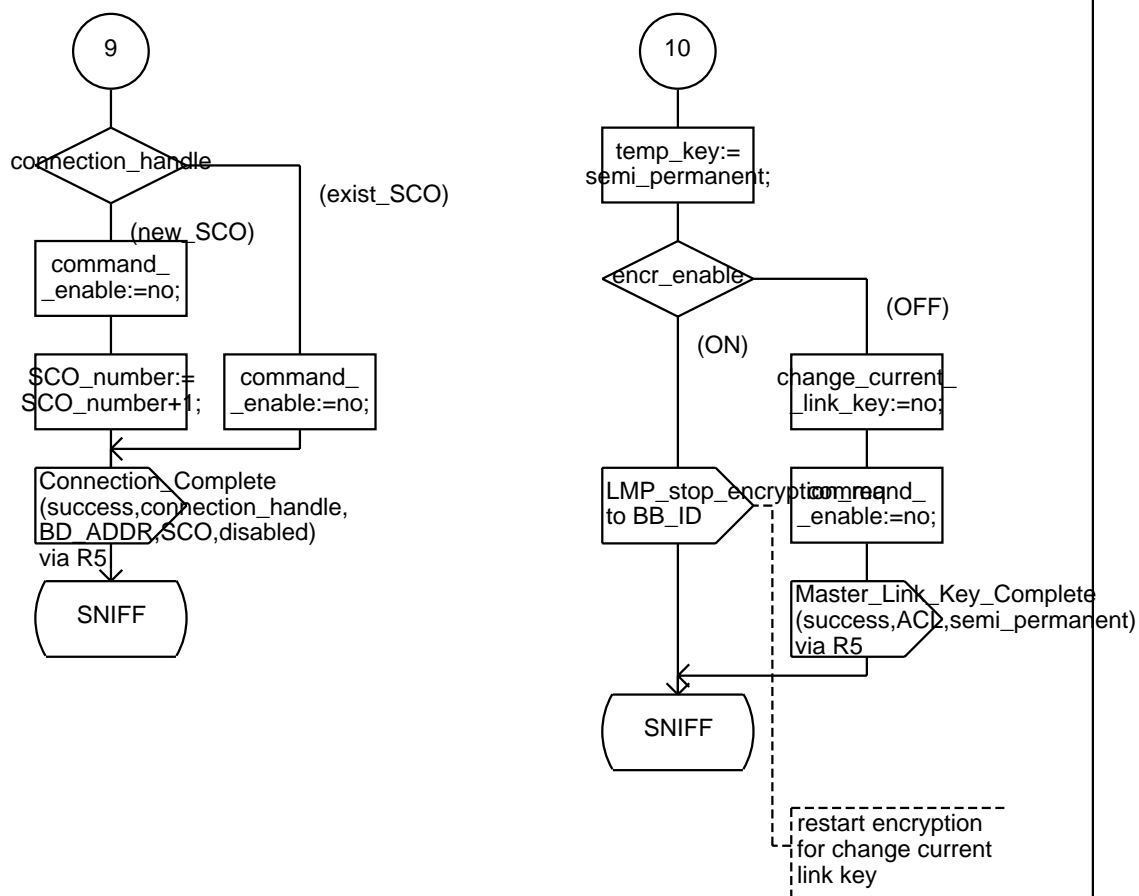 9
connection_handle
(exist_SCO)
(new_SCO)
command_
_enable:=no;
SCO_number:=
SCO_number+1;
command_
_enable:=no;
Connection_Complete
(success,connection_handle,
BD_ADDR,SCO,disabled)
via R5
SNIFF
10
temp_key:=
semi_permanent;
encr_enable
(OFF)
(ON)
change_current_
_link_key:=no;
LMP_stop_encryption_req
to BB_ID
command_
_enable:=no;
Master_Link_Key_Complete
(success,ACL,semi_permanent)
via R5
SNIFF
restart encryption
for change current
link key